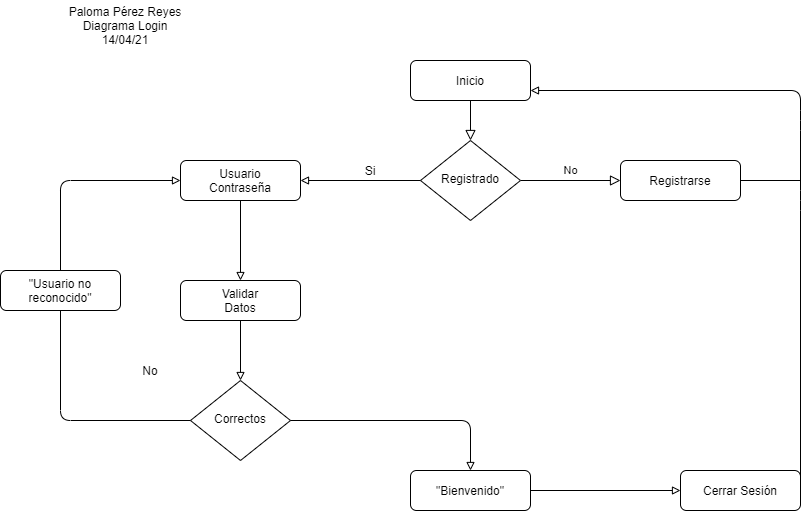 Paloma Pérez Reyes
Diagrama Login
14/04/21
Inicio
Usuario
Contraseña
Si
Registrado
No
Registrarse
"Usuario no
reconocido"
Validar
Datos
No
Correctos
"Bienvenido"
Cerrar Sesión